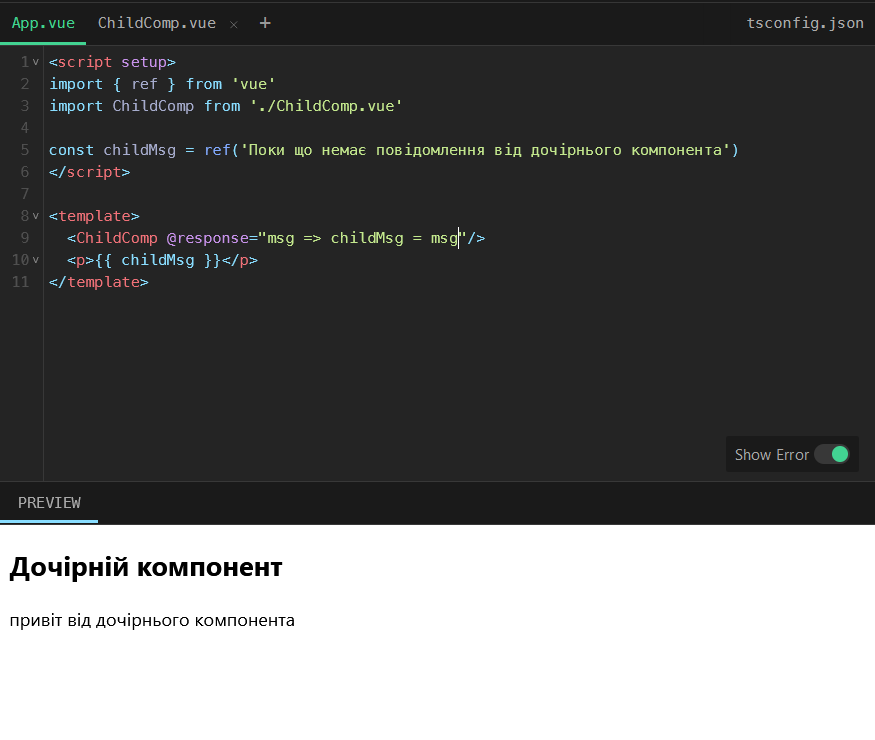 App.vue ChildComp.vue × + tsconfig.json
1 <script setup>
2 import { ref } from 'vue'
3 import ChildComp from './ChildComp.vue'
4
5 const childMsg = ref('Поки що немає повідомлення від дочірнього компонента')
6 </script>
7
8 <template>
9   <ChildComp @response="msg => childMsg = msg"/>
10   <p>{{ childMsg }}</p>
11 </template>
Show Error
PREVIEW
Дочірній компонент
привіт від дочірнього компонента